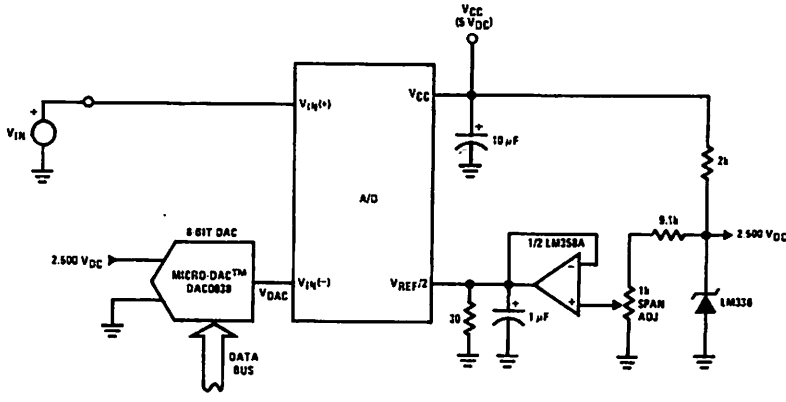 VCC
(5 VDC)
VIN(+)
VCC
+
VIN
+
10 µF
2k
A/D
8-BIT DAC
9.1k
2.500 VDC
1/2 LM358A
2.500 VDC
MICRO-DAC™
DAC0830
VDAC
VIN(-)
VREF/2
-
+
1k
SPAN
ADJ
LM336
30
+
1 µF
DATA
BUS